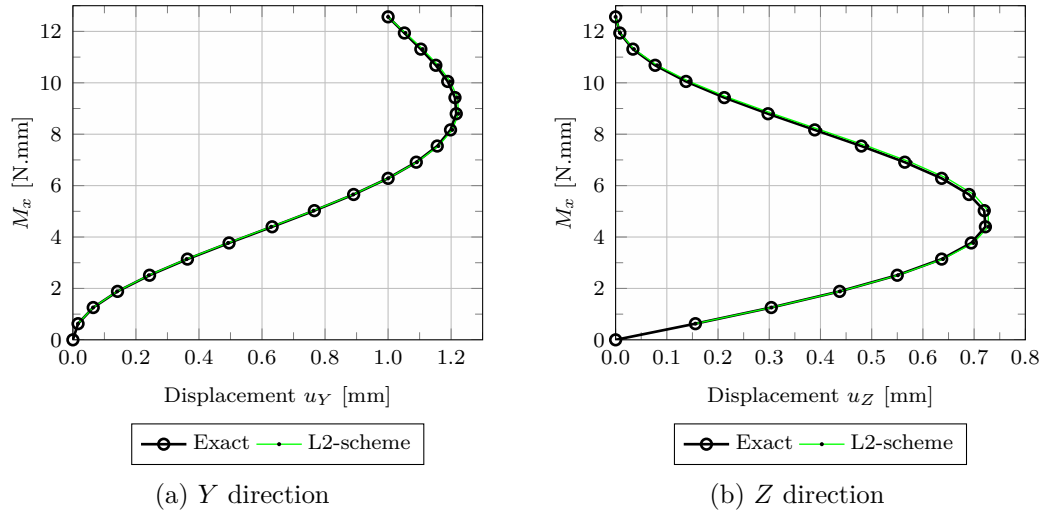 12
10
8
6
4
2
0
M_x [N.mm]
0.0 0.2 0.4 0.6 0.8 1.0 1.2
Displacement u_Y [mm]
Exact L2-scheme
(a) Y direction
12
10
8
6
4
2
0
M_x [N.mm]
0.0 0.1 0.2 0.3 0.4 0.5 0.6 0.7 0.8
Displacement u_Z [mm]
Exact L2-scheme
(b) Z direction